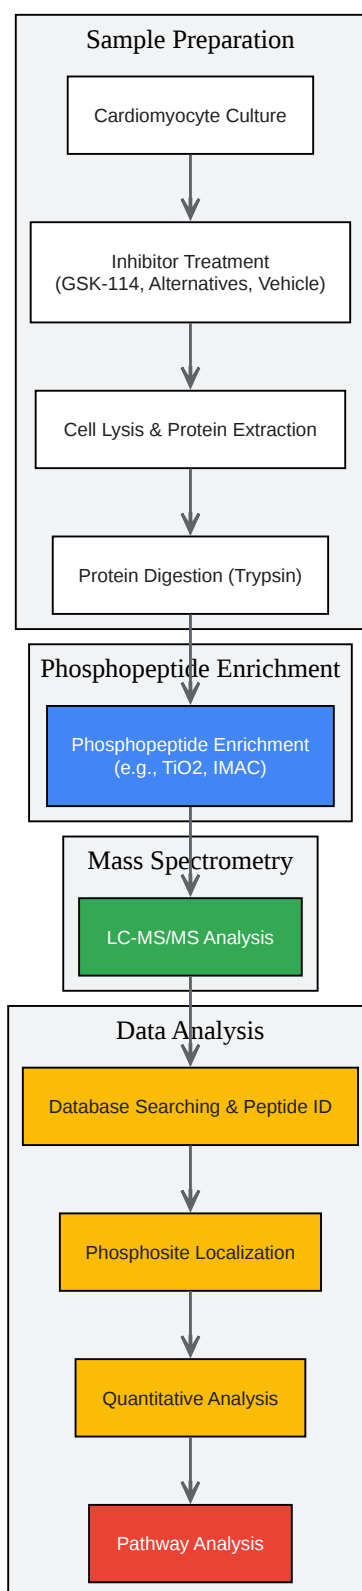 Sample Preparation
Cardiomyocyte Culture
Inhibitor Treatment
(GSK-114, Alternatives, Vehicle)
Cell Lysis & Protein Extraction
Protein Digestion (Trypsin)
Phosphopeptide Enrichment
Phosphopeptide Enrichment
(e.g., TiO2, IMAC)
Mass Spectrometry
LC-MS/MS Analysis
Data Analysis
Database Searching & Peptide ID
Phosphosite Localization
Quantitative Analysis
Pathway Analysis